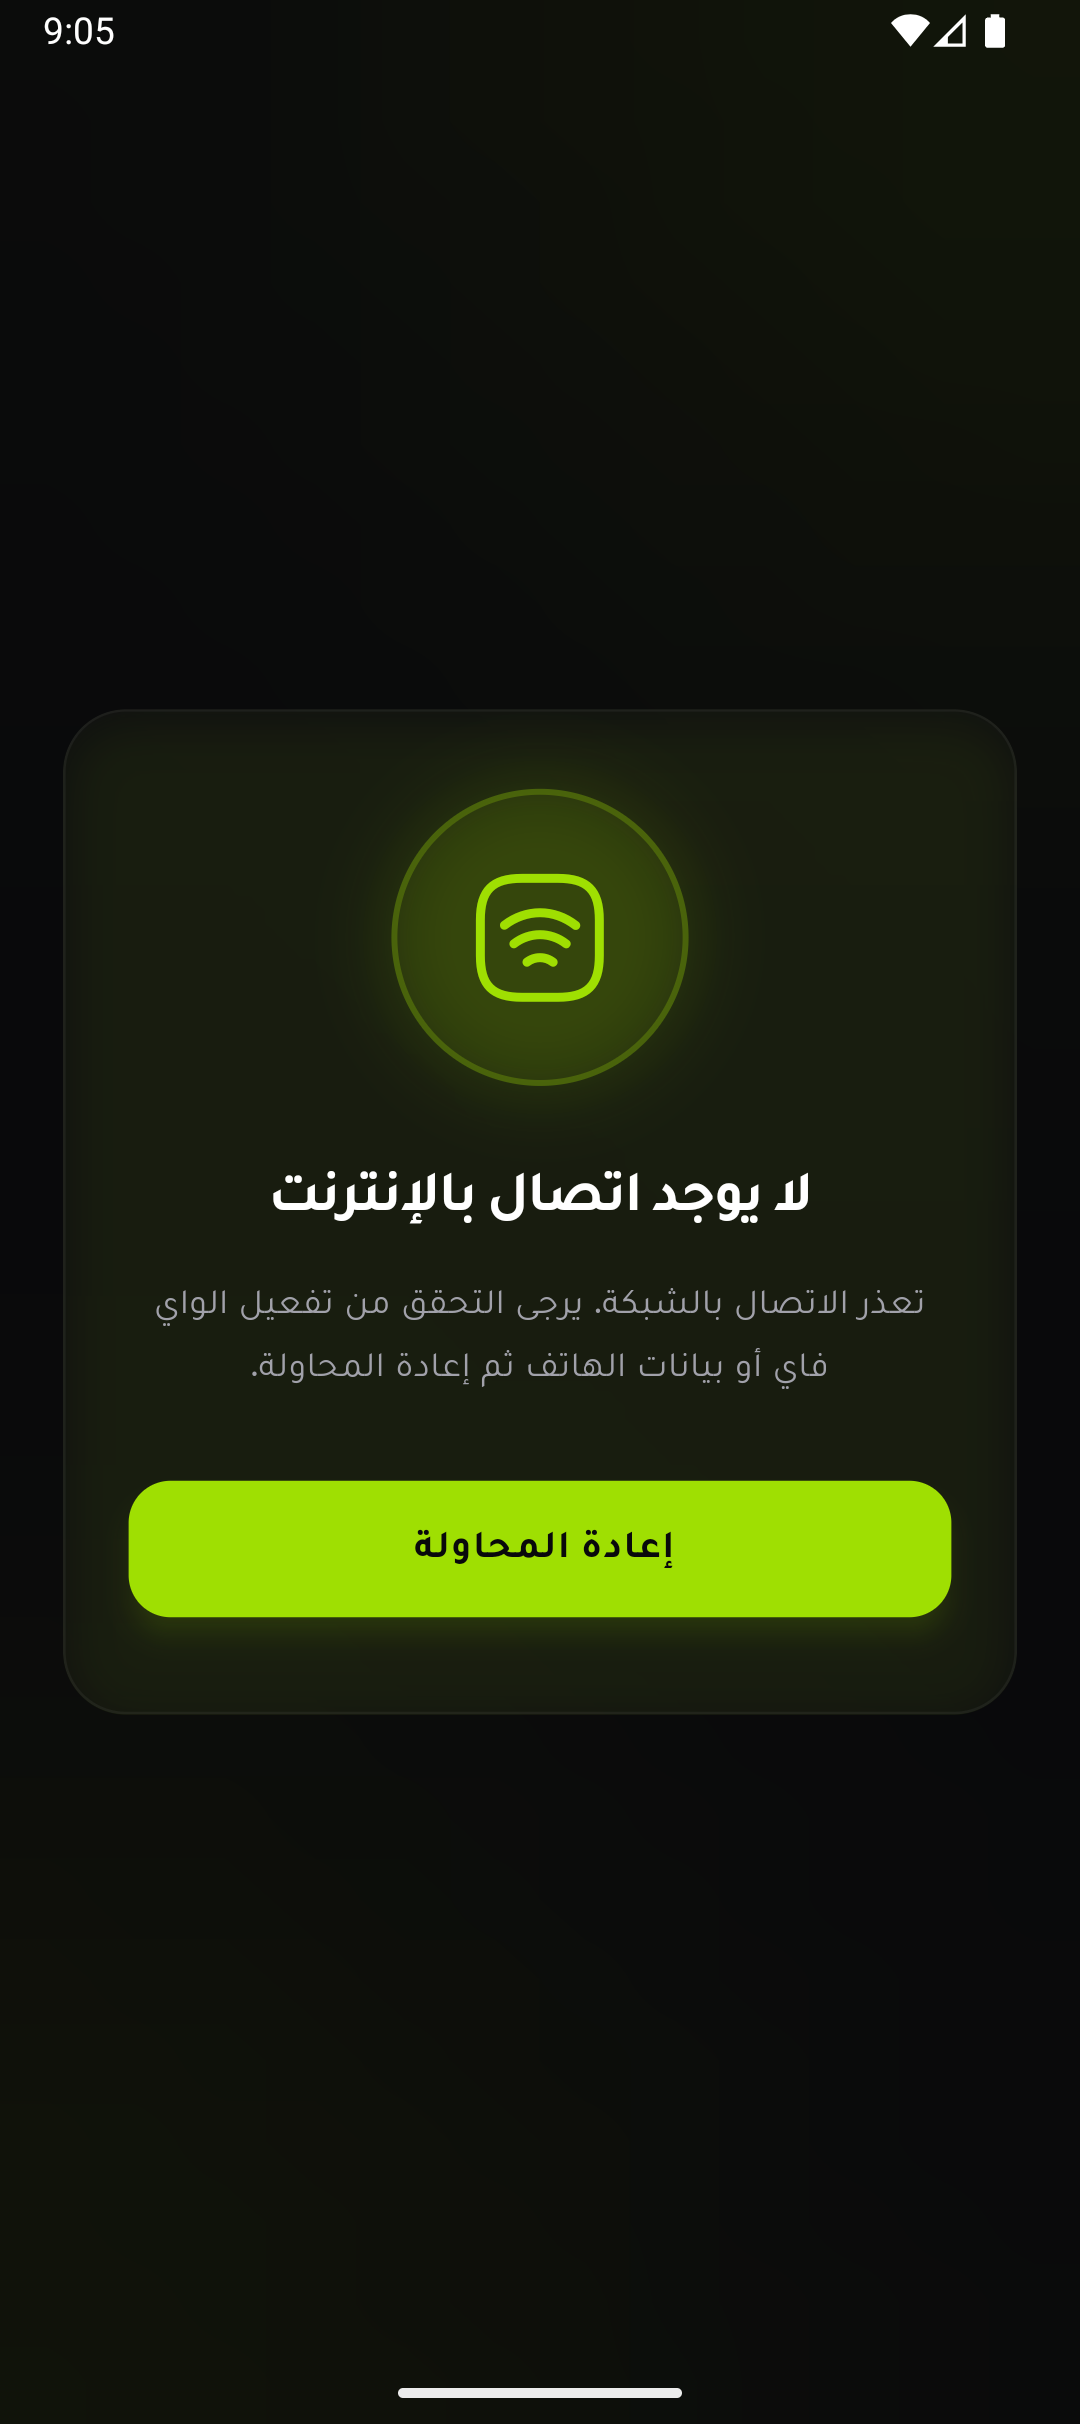 9:05
لا يوجد اتصال بالإنترنت
تعذر الاتصال بالشبكة. يرجى التحقق من تفعيل الواي
فاي أو بيانات الهاتف ثم إعادة المحاولة.
إعادة المحاولة